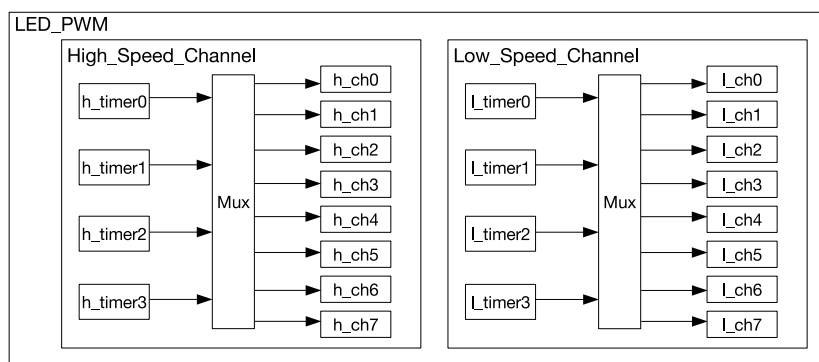 LED_PWM
High_Speed_Channel
h_timer0
h_timer1
h_timer2
h_timer3
Mux
h_ch0
h_ch1
h_ch2
h_ch3
h_ch4
h_ch5
h_ch6
h_ch7
Low_Speed_Channel
l_timer0
l_timer1
l_timer2
l_timer3
Mux
l_ch0
l_ch1
l_ch2
l_ch3
l_ch4
l_ch5
l_ch6
l_ch7